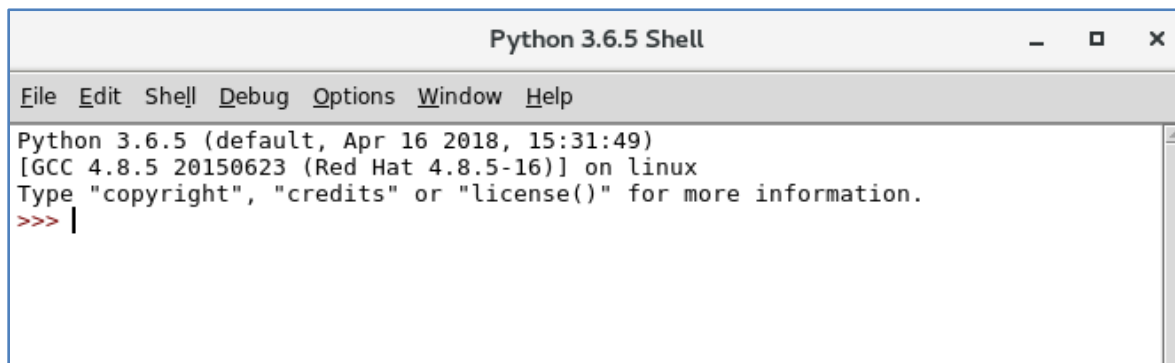 Python 3.6.5 Shell
File Edit Shell Debug Options Window Help
Python 3.6.5 (default, Apr 16 2018, 15:31:49)
[GCC 4.8.5 20150623 (Red Hat 4.8.5-16)] on linux
Type "copyright", "credits" or "license()" for more information.
>>>